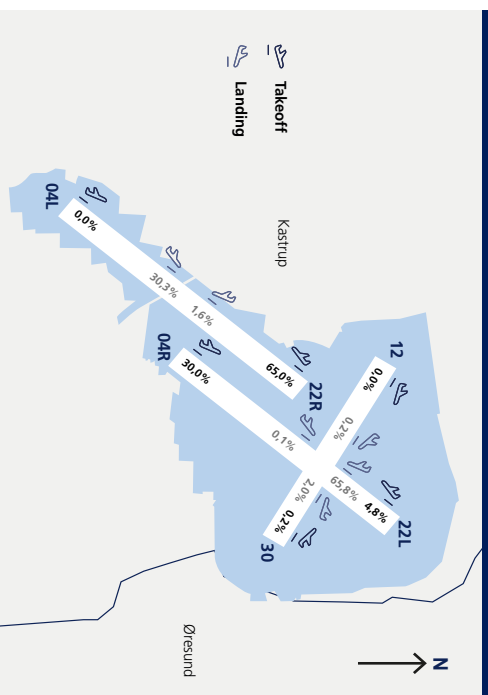 Takeoff
Landing
Kastrup
04L
0,0%
30,3%
1,6%
65,0%
22R
04R
30,0%
0,1%
65,8%
4,8%
22L
12
0,0%
0,2%
2,0%
0,2%
30
Øresund
N